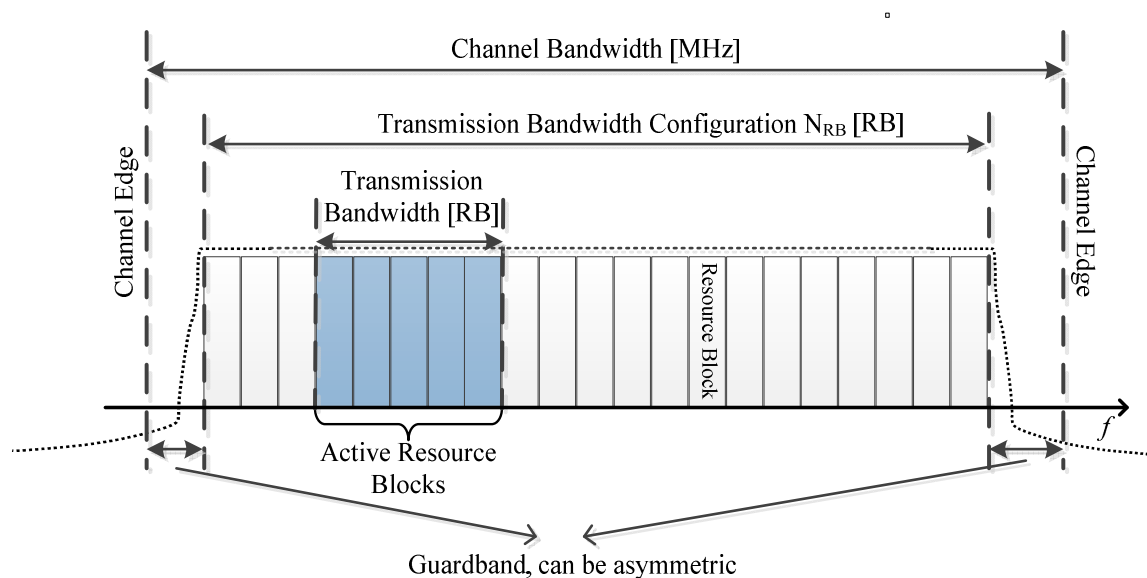 Channel Bandwidth [MHz]
Transmission Bandwidth Configuration NRB [RB]
Transmission
Bandwidth [RB]
Channel Edge
Channel Edge
Resource Block
f
Active Resource
Blocks
Guardband, can be asymmetric